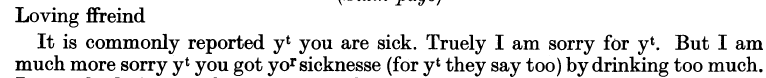 Loving ffreind
It is commonly reported yᵗ you are sick. Truely I am sorry for yᵗ. But I am
much more sorry yᵗ you got yoʳ sicknesse (for yᵗ they say too) by drinking too much.